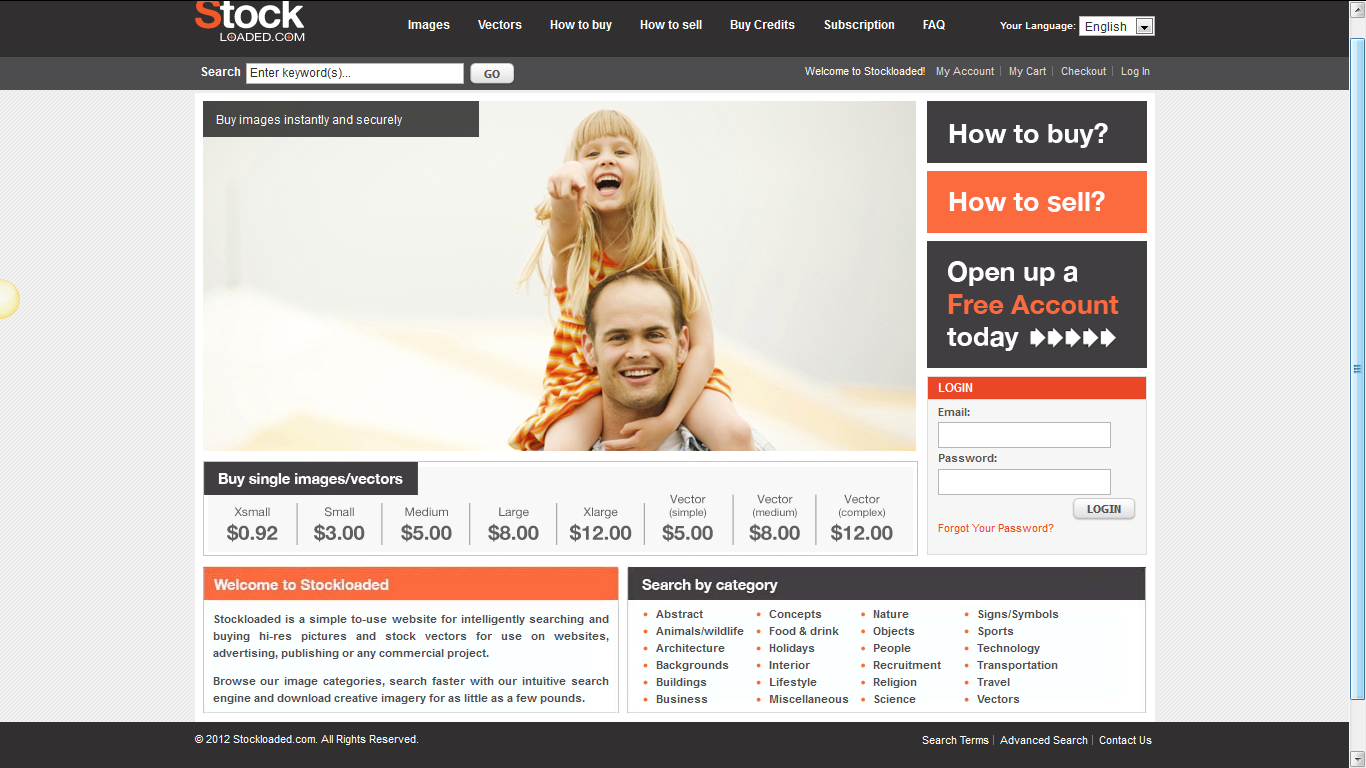 Stock
LOADED.COM
Images Vectors How to buy How to sell Buy Credits Subscription FAQ
Your Language: English
Search Enter keyword(s)... GO
Welcome to Stockloaded! My Account | My Cart | Checkout | Log In
Buy images instantly and securely
How to buy?
How to sell?
Open up a
Free Account
today
LOGIN
Email:
Password:
LOGIN
Forgot Your Password?
Buy single images/vectors
Xsmall
$0.92
Small
$3.00
Medium
$5.00
Large
$8.00
Xlarge
$12.00
Vector
(simple)
$5.00
Vector
(medium)
$8.00
Vector
(complex)
$12.00
Welcome to Stockloaded
Stockloaded is a simple to-use website for intelligently searching and
buying hi-res pictures and stock vectors for use on websites,
advertising, publishing or any commercial project.
Browse our image categories, search faster with our intuitive search
engine and download creative imagery for as little as a few pounds.
Search by category
Abstract
Animals/wildlife
Architecture
Backgrounds
Buildings
Business
Concepts
Food & drink
Holidays
Interior
Lifestyle
Miscellaneous
Nature
Objects
People
Recruitment
Religion
Science
Signs/Symbols
Sports
Technology
Transportation
Travel
Vectors
© 2012 Stockloaded.com. All Rights Reserved.
Search Terms | Advanced Search | Contact Us